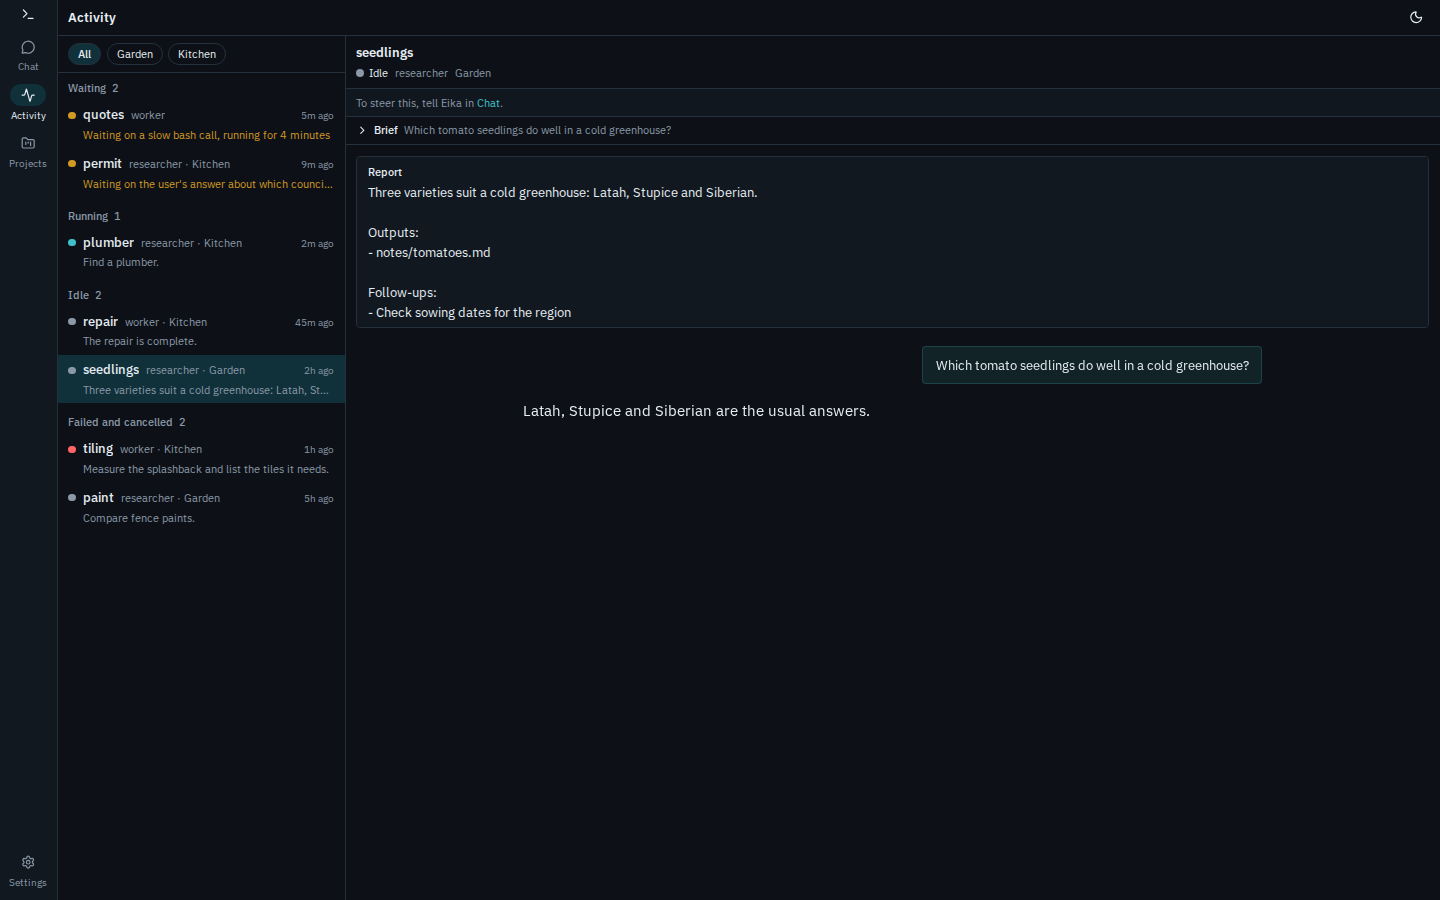 Activity
Chat
Activity
Projects
Settings
All
Garden
Kitchen
Waiting 2
quotes worker 5m ago
Waiting on a slow bash call, running for 4 minutes
permit researcher · Kitchen 9m ago
Waiting on the user's answer about which counci...
Running 1
plumber researcher · Kitchen 2m ago
Find a plumber.
Idle 2
repair worker · Kitchen 45m ago
The repair is complete.
seedlings researcher · Garden 2h ago
Three varieties suit a cold greenhouse: Latah, St...
Failed and cancelled 2
tiling worker · Kitchen 1h ago
Measure the splashback and list the tiles it needs.
paint researcher · Garden 5h ago
Compare fence paints.
seedlings
Idle researcher Garden
To steer this, tell Eika in Chat.
Brief Which tomato seedlings do well in a cold greenhouse?
Report
Three varieties suit a cold greenhouse: Latah, Stupice and Siberian.
Outputs:
- notes/tomatoes.md
Follow-ups:
- Check sowing dates for the region
Which tomato seedlings do well in a cold greenhouse?
Latah, Stupice and Siberian are the usual answers.